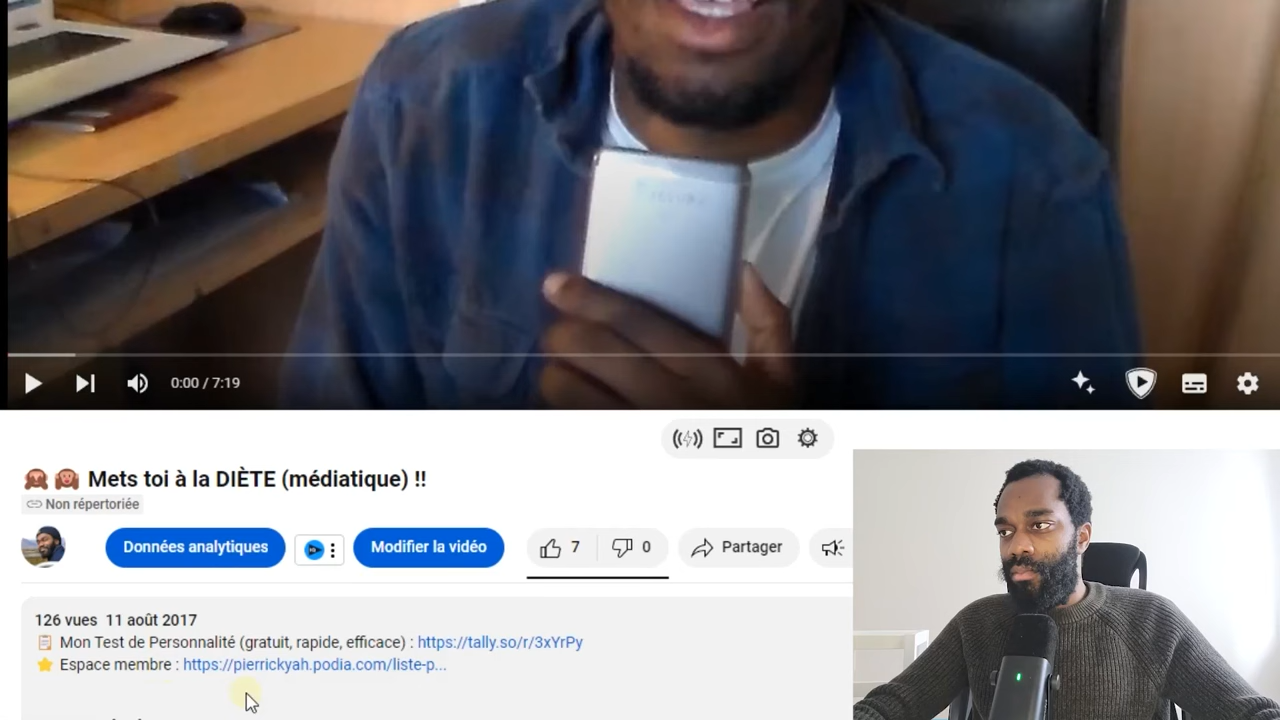 0:00 / 7:19
Mets toi à la DIÈTE (médiatique) !!
Non répertoriée
Données analytiques
Modifier la vidéo
7
0
Partager
126 vues 11 août 2017
Mon Test de Personnalité (gratuit, rapide, efficace) : https://tally.so/r/3xYrPy
Espace membre : https://pierrickyah.podia.com/liste-p...